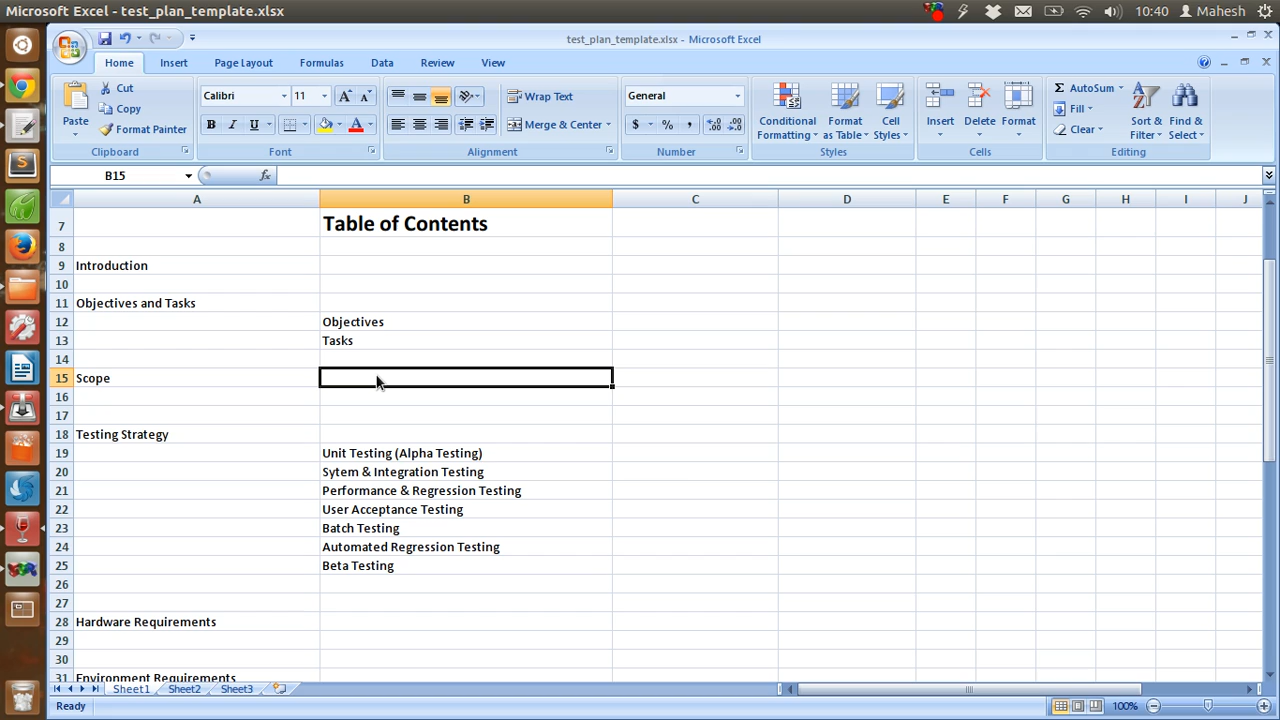 Microsoft Excel - test_plan_template.xlsx
10:40 Mahesh
test_plan_template.xlsx - Microsoft Excel
Home Insert Page Layout Formulas Data Review View
Paste Cut Copy Format Painter
Calibri 11
B I U
Wrap Text
Merge & Center
General
$ % ,
Conditional Formatting
Format as Table
Cell Styles
Insert Delete Format
AutoSum
Fill
Clear
Sort & Filter
Find & Select
Clipboard Font Alignment Number Styles Cells Editing
B15 fx
A B C D E F G H I J
7 Table of Contents
8
9 Introduction
10
11 Objectives and Tasks
12 Objectives
13 Tasks
14
15 Scope
16
17
18 Testing Strategy
19 Unit Testing (Alpha Testing)
20 Sytem & Integration Testing
21 Performance & Regression Testing
22 User Acceptance Testing
23 Batch Testing
24 Automated Regression Testing
25 Beta Testing
26
27
28 Hardware Requirements
29
30
31 Environment Requirements
Sheet1 Sheet2 Sheet3
Ready 100%